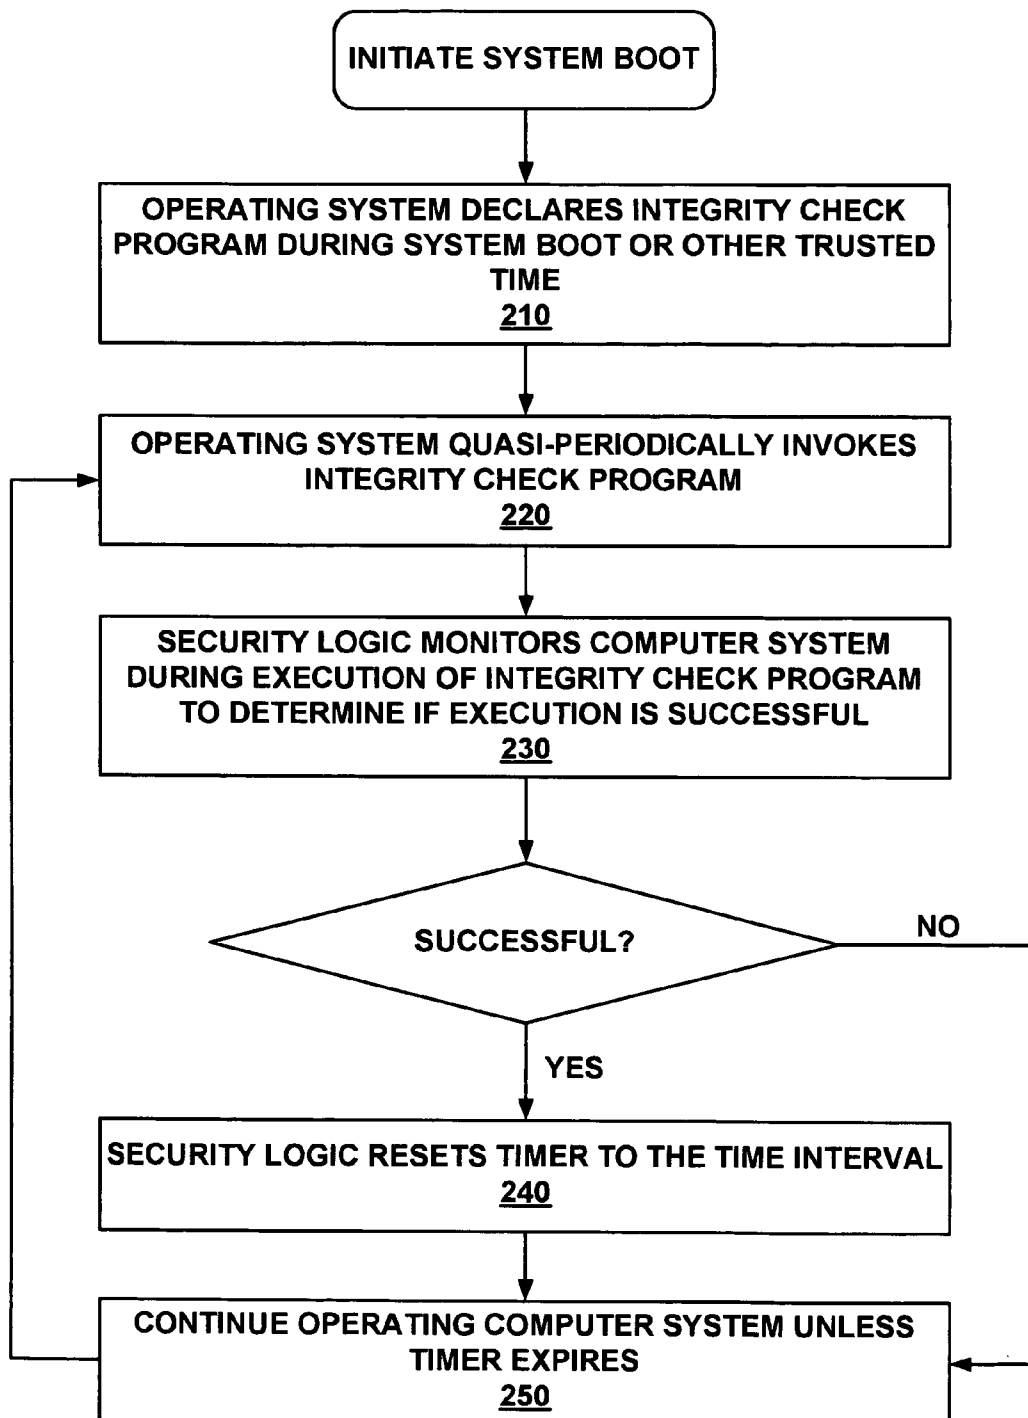 INITIATE SYSTEM BOOT
OPERATING SYSTEM DECLARES INTEGRITY CHECK
PROGRAM DURING SYSTEM BOOT OR OTHER TRUSTED
TIME
210
OPERATING SYSTEM QUASI-PERIODICALLY INVOKES
INTEGRITY CHECK PROGRAM
220
SECURITY LOGIC MONITORS COMPUTER SYSTEM
DURING EXECUTION OF INTEGRITY CHECK PROGRAM
TO DETERMINE IF EXECUTION IS SUCCESSFUL
230
SUCCESSFUL?
NO
YES
SECURITY LOGIC RESETS TIMER TO THE TIME INTERVAL
240
CONTINUE OPERATING COMPUTER SYSTEM UNLESS
TIMER EXPIRES
250